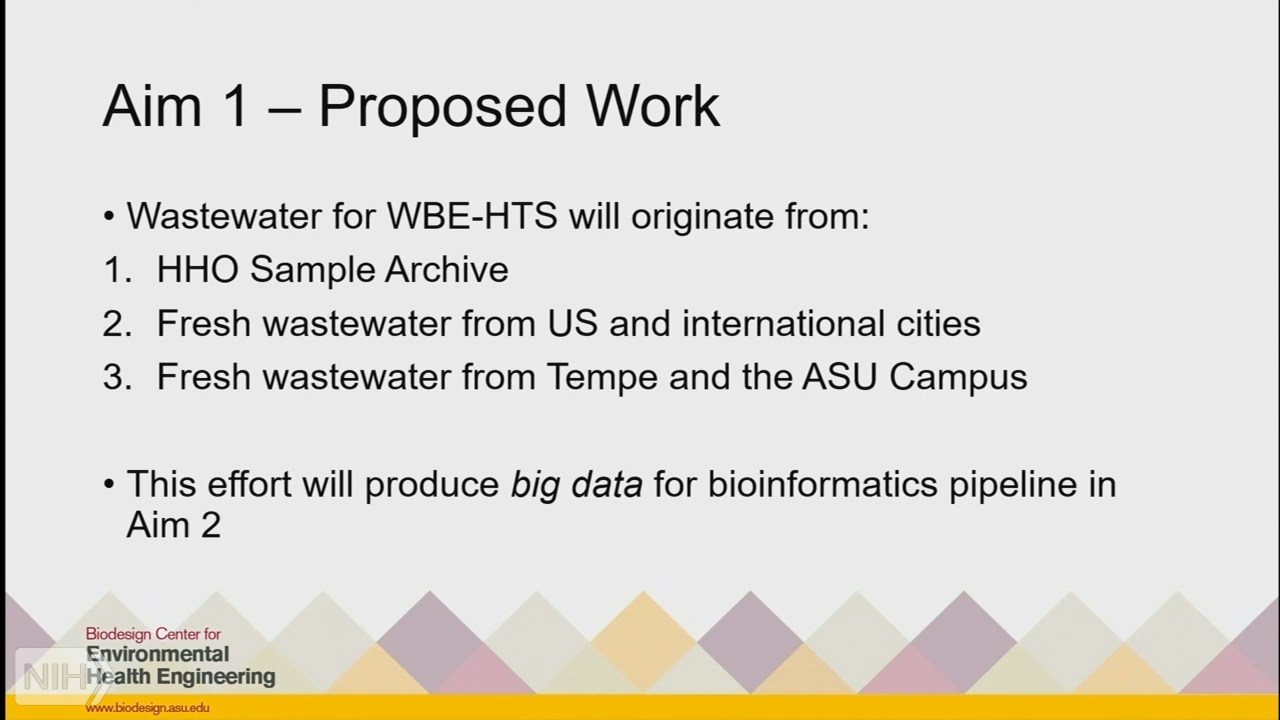 Aim 1 – Proposed Work
• Wastewater for WBE-HTS will originate from:
1. HHO Sample Archive
2. Fresh wastewater from US and international cities
3. Fresh wastewater from Tempe and the ASU Campus
• This effort will produce big data for bioinformatics pipeline in
Aim 2
Biodesign Center for
Environmental
Health Engineering
NIH
www.biodesign.asu.edu